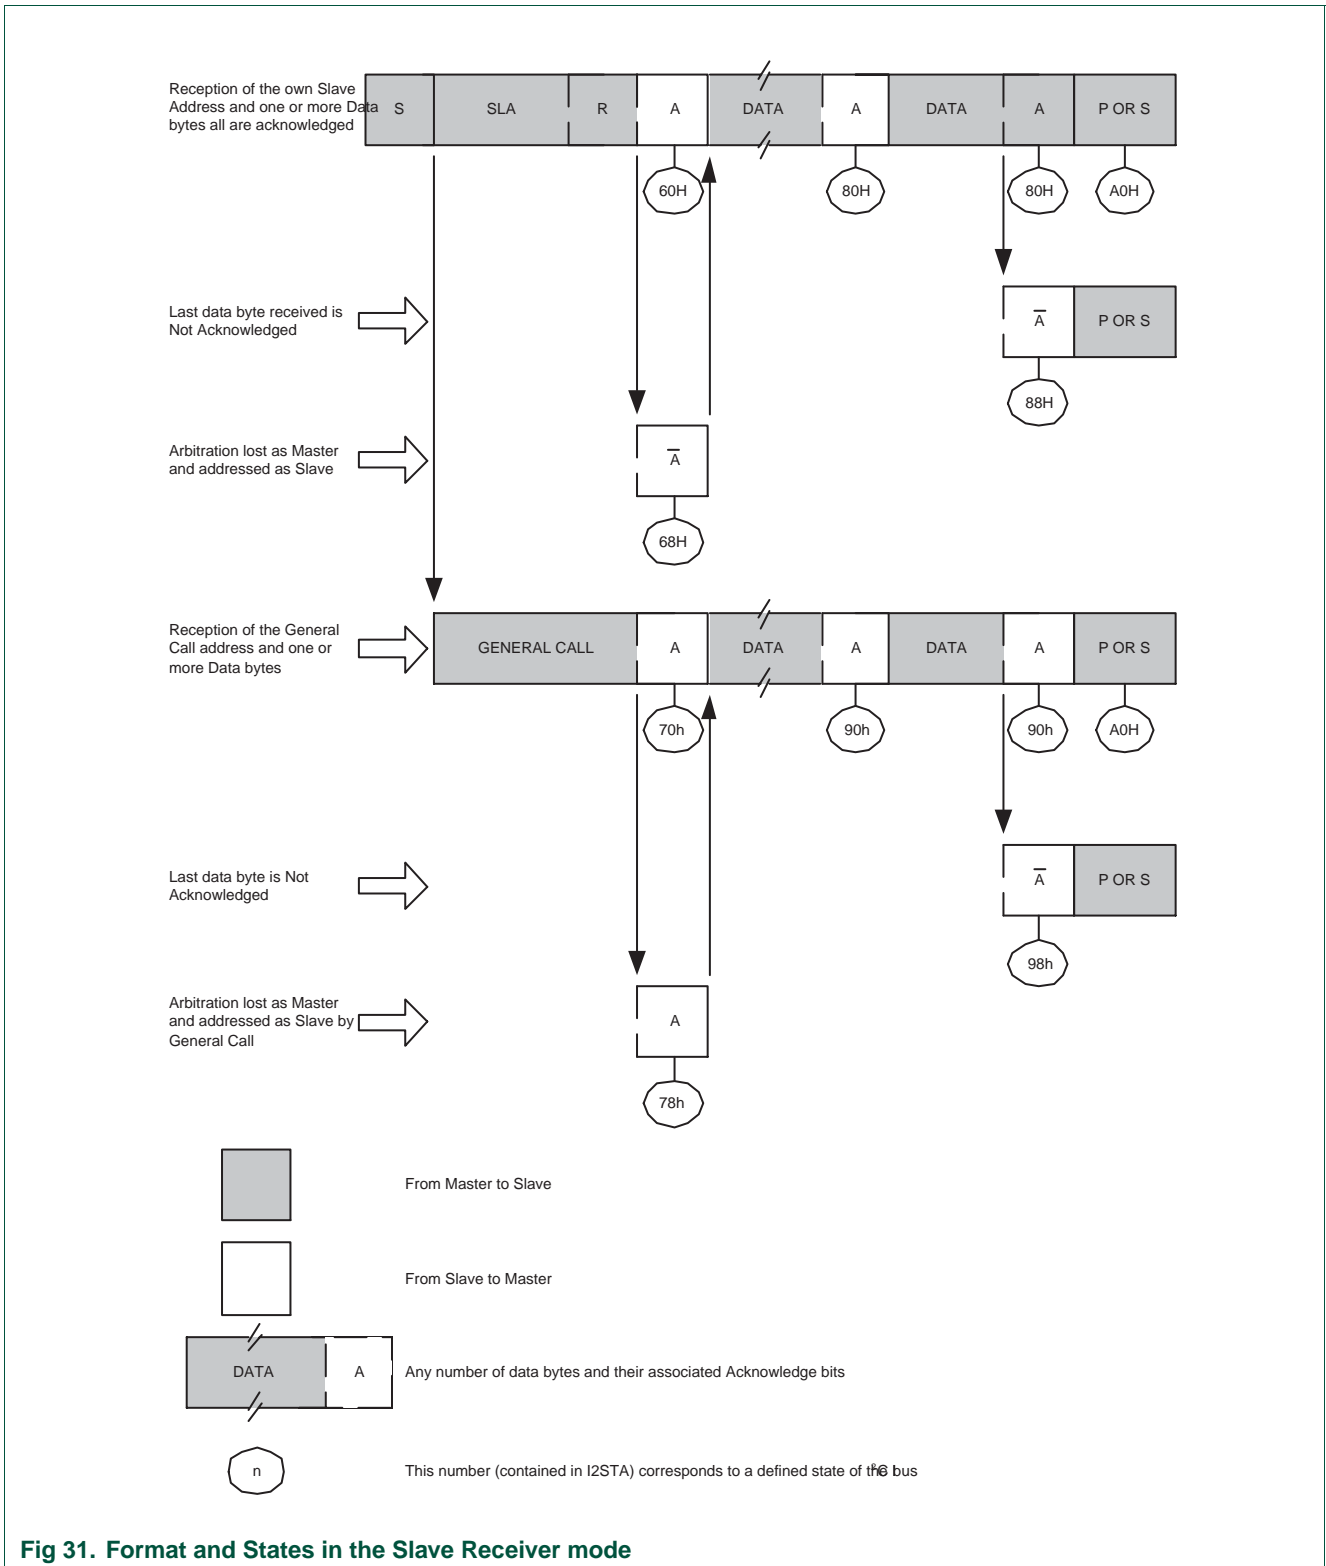 Reception of the own Slave
Address and one or more Data
bytes all are acknowledged
S SLA R A DATA A DATA A P OR S
60H 80H 80H A0H
Last data byte received is
Not Acknowledged
A̅ P OR S
88H
Arbitration lost as Master
and addressed as Slave
A̅
68H
Reception of the General
Call address and one or
more Data bytes
GENERAL CALL A DATA A DATA A P OR S
70h 90h 90h A0H
Last data byte is Not
Acknowledged
A̅ P OR S
98h
Arbitration lost as Master
and addressed as Slave by
General Call
A
78h
From Master to Slave
From Slave to Master
DATA A Any number of data bytes and their associated Acknowledge bits
n This number (contained in I2STA) corresponds to a defined state of the bus
Fig 31. Format and States in the Slave Receiver mode